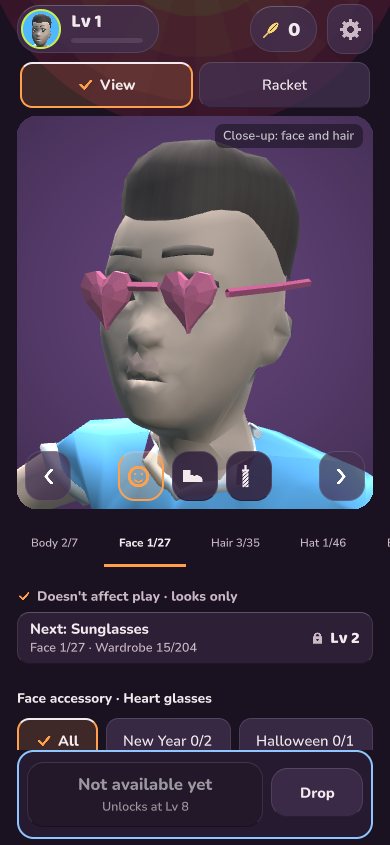 Lv 1
0
View
Racket
Close-up: face and hair
Body 2/7
Face 1/27
Hair 3/35
Hat 1/46
Doesn't affect play · looks only
Next: Sunglasses
Face 1/27 · Wardrobe 15/204
Lv 2
Face accessory · Heart glasses
All
New Year 0/2
Halloween 0/1
Not available yet
Unlocks at Lv 8
Drop